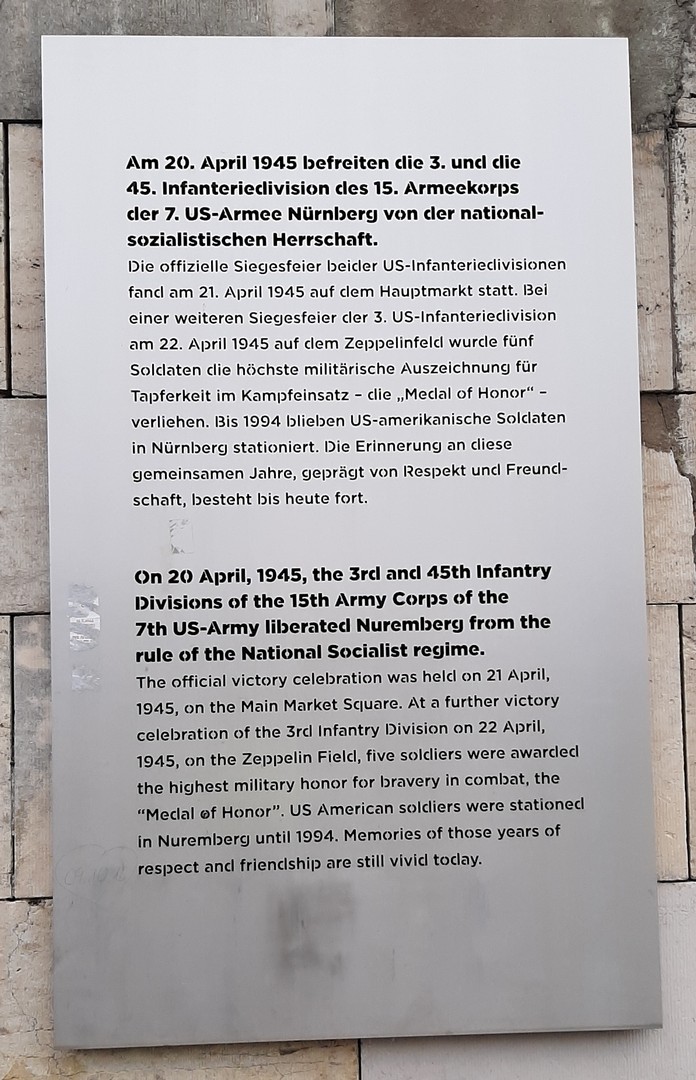 Am 20. April 1945 befreiten die 3. und die
45. Infanteriedivision des 15. Armeekorps
der 7. US-Armee Nürnberg von der national-
sozialistischen Herrschaft.
Die offizielle Siegesfeier beider US-Infanteriedivisionen
fand am 21. April 1945 auf dem Hauptmarkt statt. Bei
einer weiteren Siegesfeier der 3. US-Infanteriedivision
am 22. April 1945 auf dem Zeppelinfeld wurde fünf
Soldaten die höchste militärische Auszeichnung für
Tapferkeit im Kampfeinsatz – die „Medal of Honor“ –
verliehen. Bis 1994 blieben US-amerikanische Soldaten
in Nürnberg stationiert. Die Erinnerung an diese
gemeinsamen Jahre, geprägt von Respekt und Freund-
schaft, besteht bis heute fort.
On 20 April, 1945, the 3rd and 45th Infantry
Divisions of the 15th Army Corps of the
7th US-Army liberated Nuremberg from the
rule of the National Socialist regime.
The official victory celebration was held on 21 April,
1945, on the Main Market Square. At a further victory
celebration of the 3rd Infantry Division on 22 April,
1945, on the Zeppelin Field, five soldiers were awarded
the highest military honor for bravery in combat, the
“Medal of Honor”. US American soldiers were stationed
in Nuremberg until 1994. Memories of those years of
respect and friendship are still vivid today.